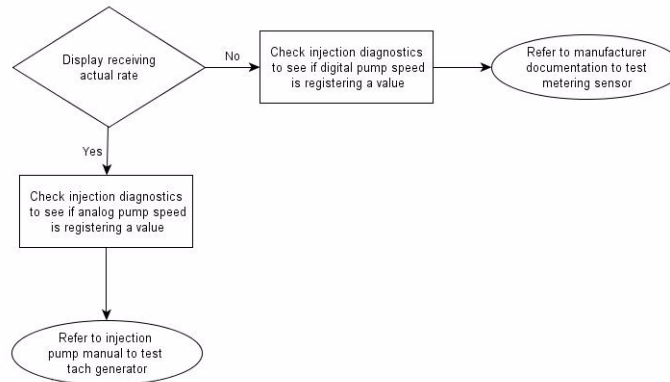 Display receiving
actual rate
No
Check injection diagnostics
to see if digital pump speed
is registering a value
Refer to manufacturer
documentation to test
metering sensor
Yes
Check injection diagnostics
to see if analog pump speed
is registering a value
Refer to injection
pump manual to test
tach generator